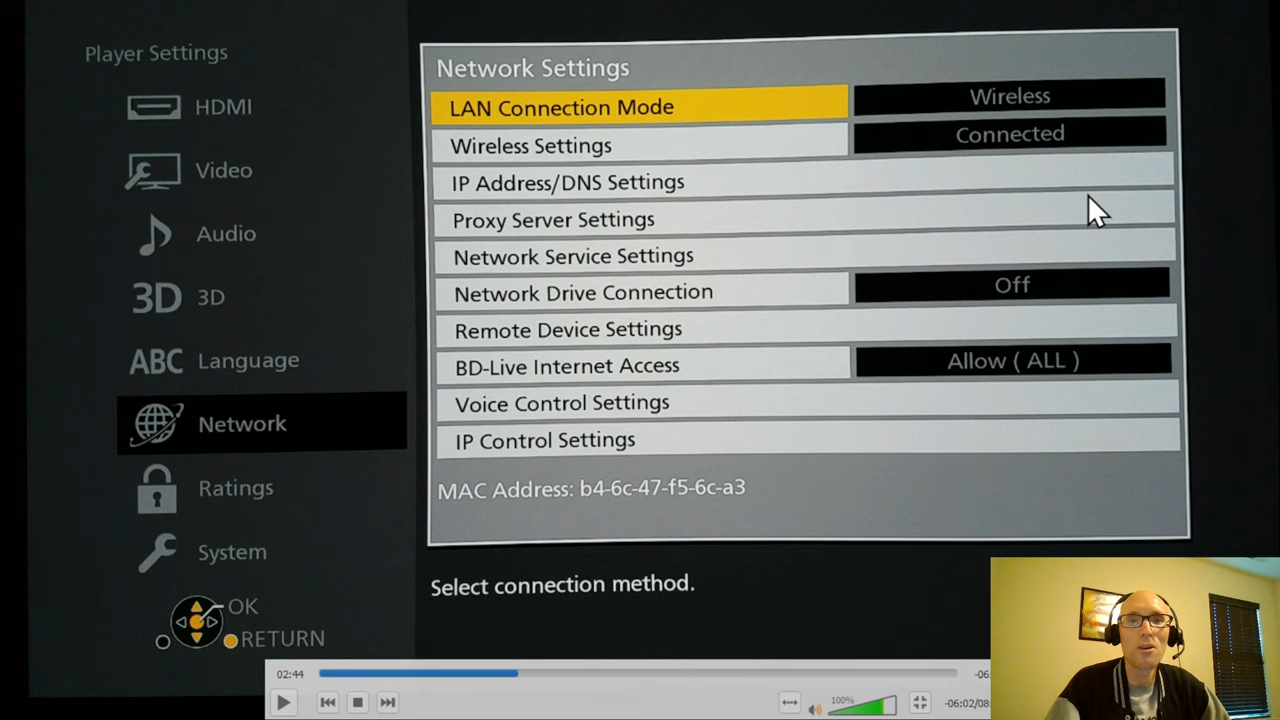 Player Settings
HDMI
Video
Audio
3D 3D
ABC Language
Network
Ratings
System
OK
RETURN
Network Settings
LAN Connection Mode Wireless
Wireless Settings Connected
IP Address/DNS Settings
Proxy Server Settings
Network Service Settings
Network Drive Connection Off
Remote Device Settings
BD-Live Internet Access Allow ( ALL )
Voice Control Settings
IP Control Settings
MAC Address: b4-6c-47-f5-6c-a3
Select connection method.
02:44
100%